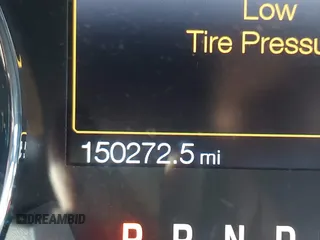 Low
Tire Pressu
150272.5 mi
P R N D
DREAMBID